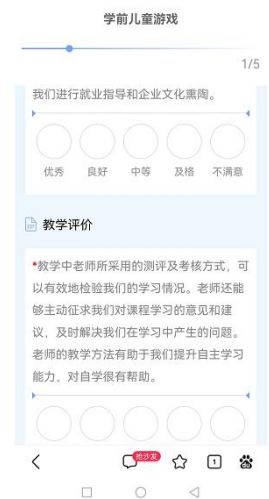 学前儿童游戏
1/5
我们进行就业指导和企业文化熏陶。
优秀 良好 中等 及格 不满意
教学评价
*教学中老师所采用的测评及考核方式，可
以有效地检验我们的学习情况。老师还能
够主动征求我们对课程学习的意见和建
议，及时解决我们在学习中产生的问题。
老师的教学方法有助于我们提升自主学习
能力，对自学很有帮助。
抢沙发
1